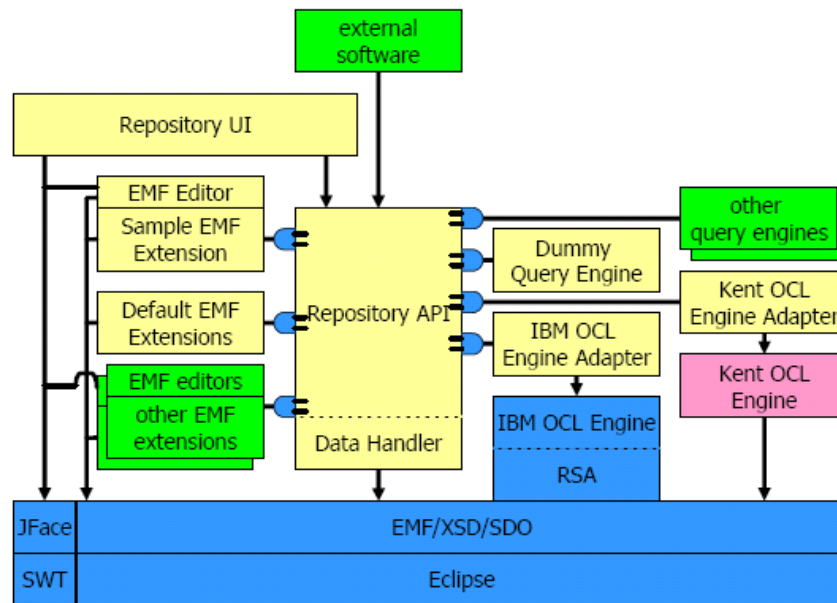 external
software
Repository UI
EMF Editor
Sample EMF
Extension
Default EMF
Extensions
EMF editors
other EMF
extensions
Repository API
Data Handler
other
query engines
Dummy
Query Engine
Kent OCL
Engine Adapter
IBM OCL
Engine Adapter
Kent OCL
Engine
IBM OCL Engine
RSA
JFace
EMF/XSD/SDO
SWT
Eclipse